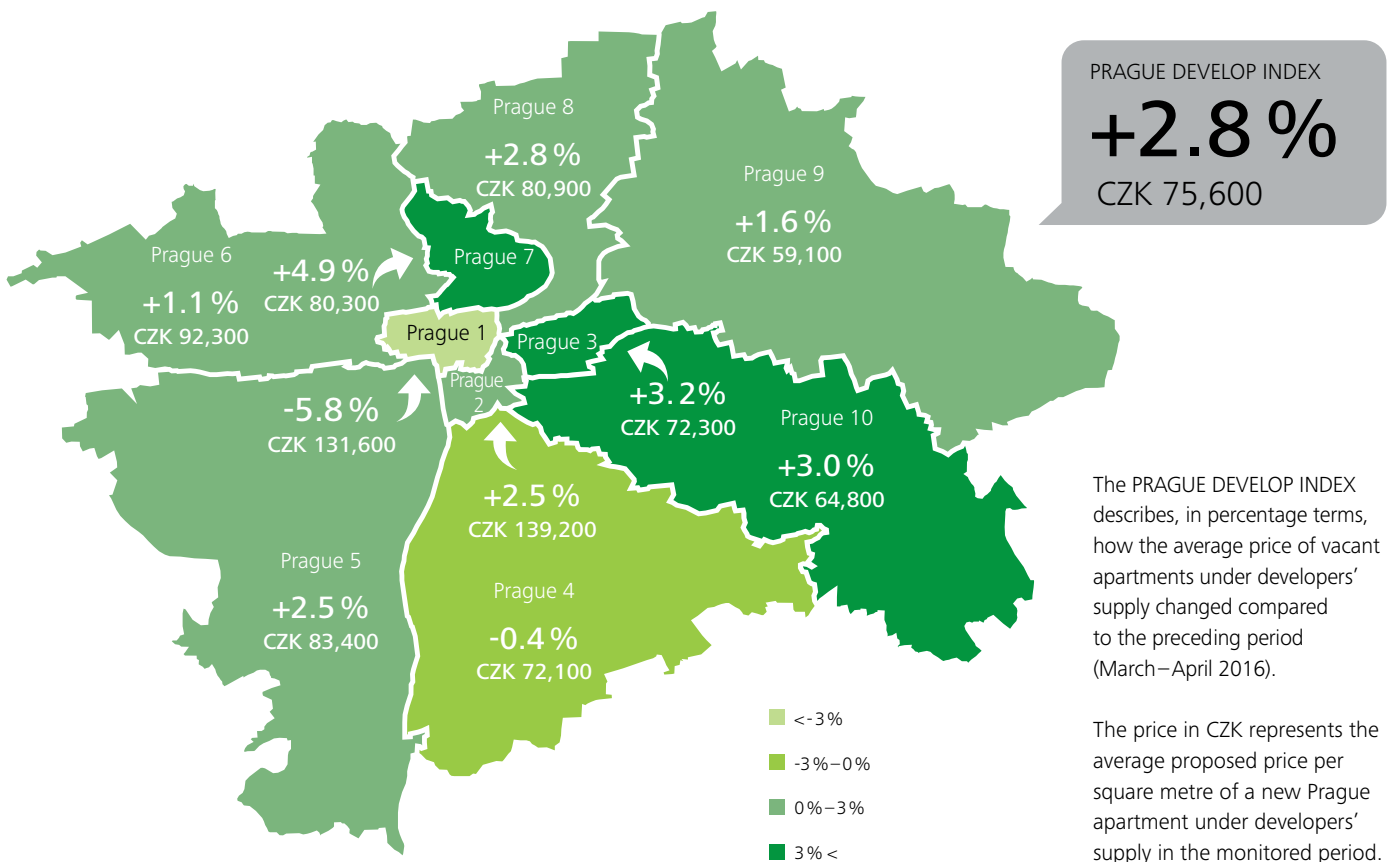 PRAGUE DEVELOP INDEX
+2.8 %
CZK 75,600
Prague 8
+2.8 %
CZK 80,900
Prague 9
+1.6 %
CZK 59,100
Prague 6
+1.1 %
CZK 92,300
+4.9 %
CZK 80,300
Prague 7
Prague 1
-5.8 %
CZK 131,600
Prague
2
+2.5 %
CZK 139,200
Prague 3
+3.2%
CZK 72,300
Prague 10
+3.0 %
CZK 64,800
Prague 5
+2.5 %
CZK 83,400
Prague 4
-0.4 %
CZK 72,100
<-3%
-3%–0%
0%–3%
3% <
The PRAGUE DEVELOP INDEX
describes, in percentage terms,
how the average price of vacant
apartments under developers’
supply changed compared
to the preceding period
(March–April 2016).
The price in CZK represents the
average proposed price per
square metre of a new Prague
apartment under developers’
supply in the monitored period.